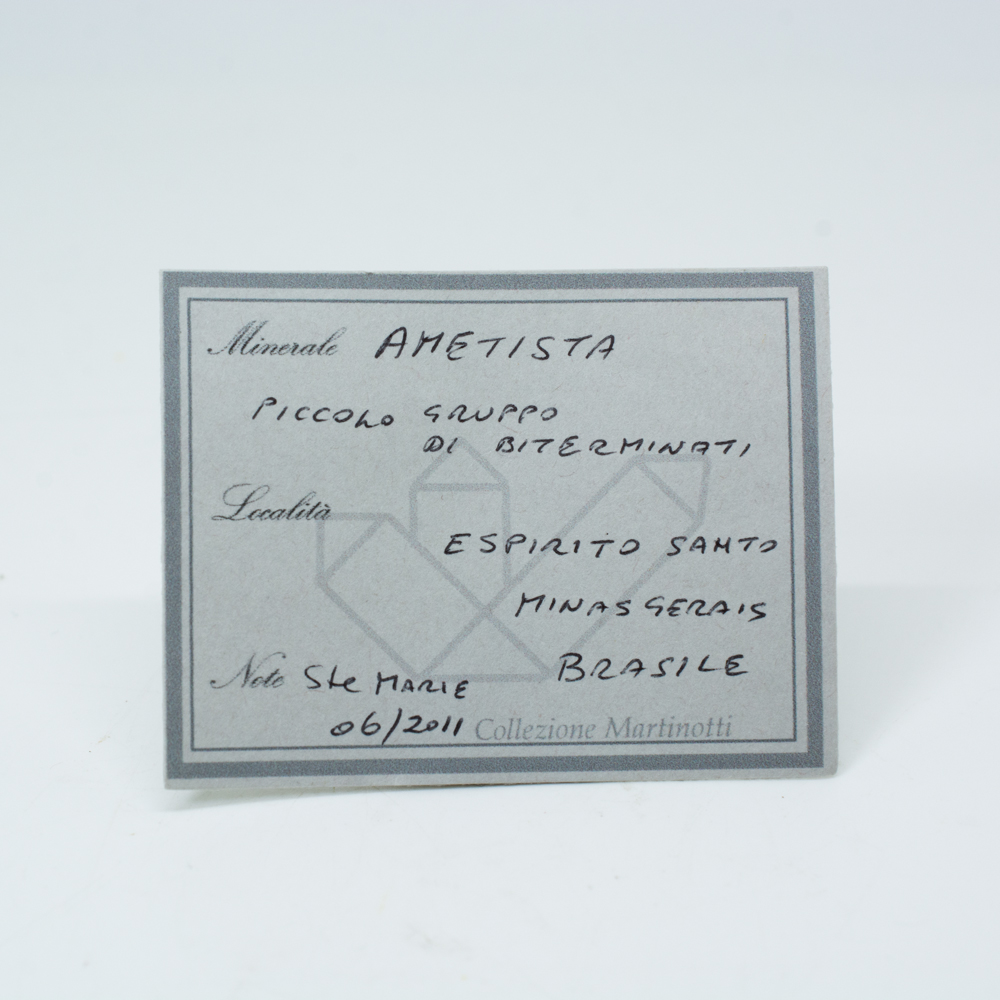 Minerale AMETISTA
PICCOLO GRUPPO
DI BITERMINATI
Località
ESPIRITO SANTO
MINAS GERAIS
BRASILE
Note Ste MARIE
06/2011 Collezione Martinotti